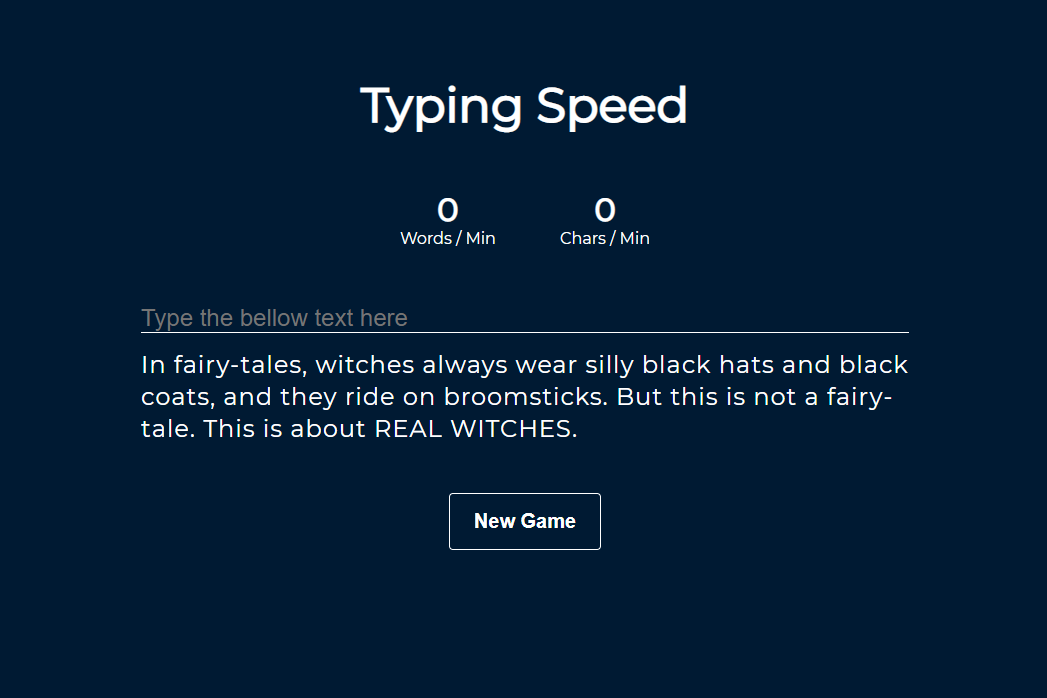 Typing Speed
0 0
Words / Min Chars / Min
Type the bellow text here
In fairy-tales, witches always wear silly black hats and black
coats, and they ride on broomsticks. But this is not a fairy-
tale. This is about REAL WITCHES.
New Game